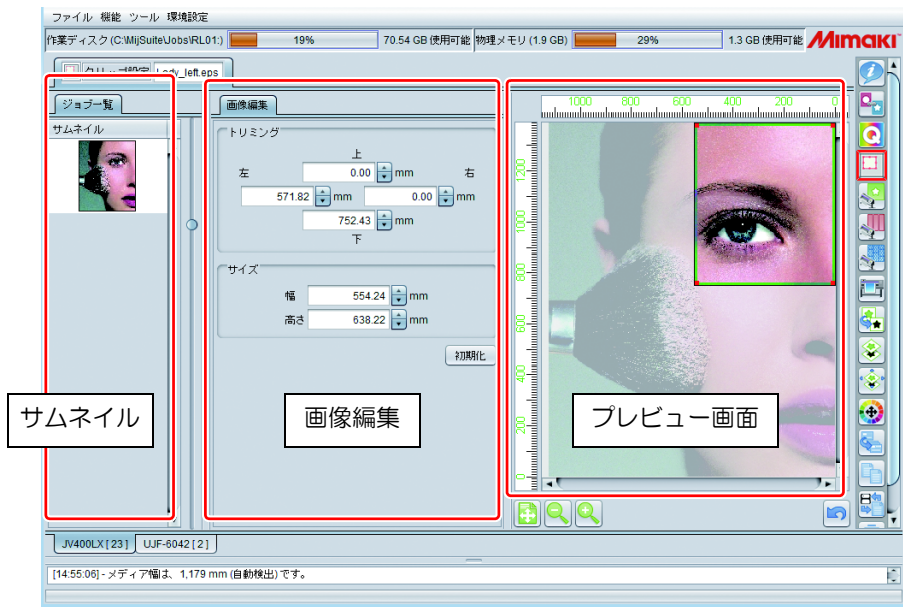 ファイル 機能 ツール 環境設定
作業ディスク (C:\MijSuite\Jobs\RL01:) 19% 70.54 GB 使用可能 物理メモリ (1.9 GB) 29% 1.3 GB 使用可能 Mimaki
クリップ設定 Lady_left.eps
ジョブ一覧
サムネイル
画像編集
トリミング
上
左 0.00 mm 右
571.82 mm 0.00 mm
752.43 mm
下
サイズ
幅 554.24 mm
高さ 638.22 mm
初期化
1000 800 600 400 200 0
1200
1000
800
600
400
200
0
サムネイル
画像編集
プレビュー画面
JV400LX [ 23 ] UJF-6042 [ 2 ]
[14:55:06] - メディア幅は、1,179 mm (自動検出) です。